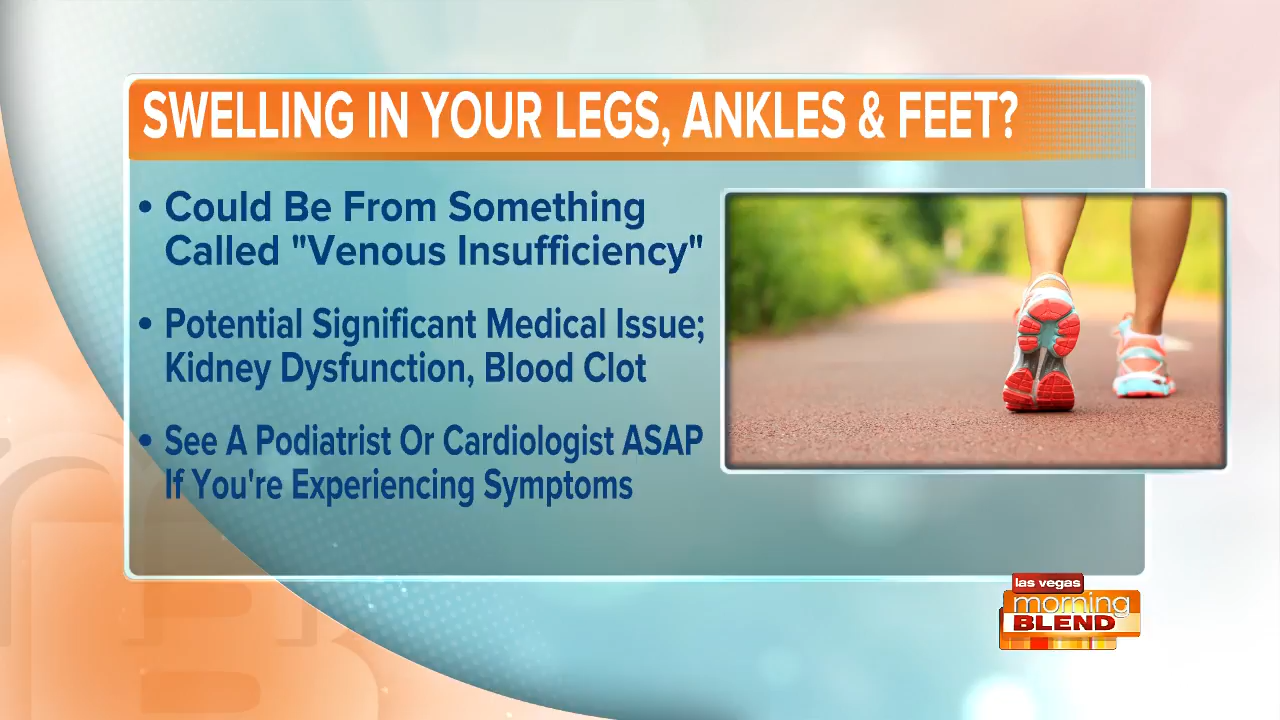 SWELLING IN YOUR LEGS, ANKLES & FEET?
• Could Be From Something
Called "Venous Insufficiency"
• Potential Significant Medical Issue;
Kidney Dysfunction, Blood Clot
• See A Podiatrist Or Cardiologist ASAP
If You're Experiencing Symptoms
las vegas
morning
BLEND